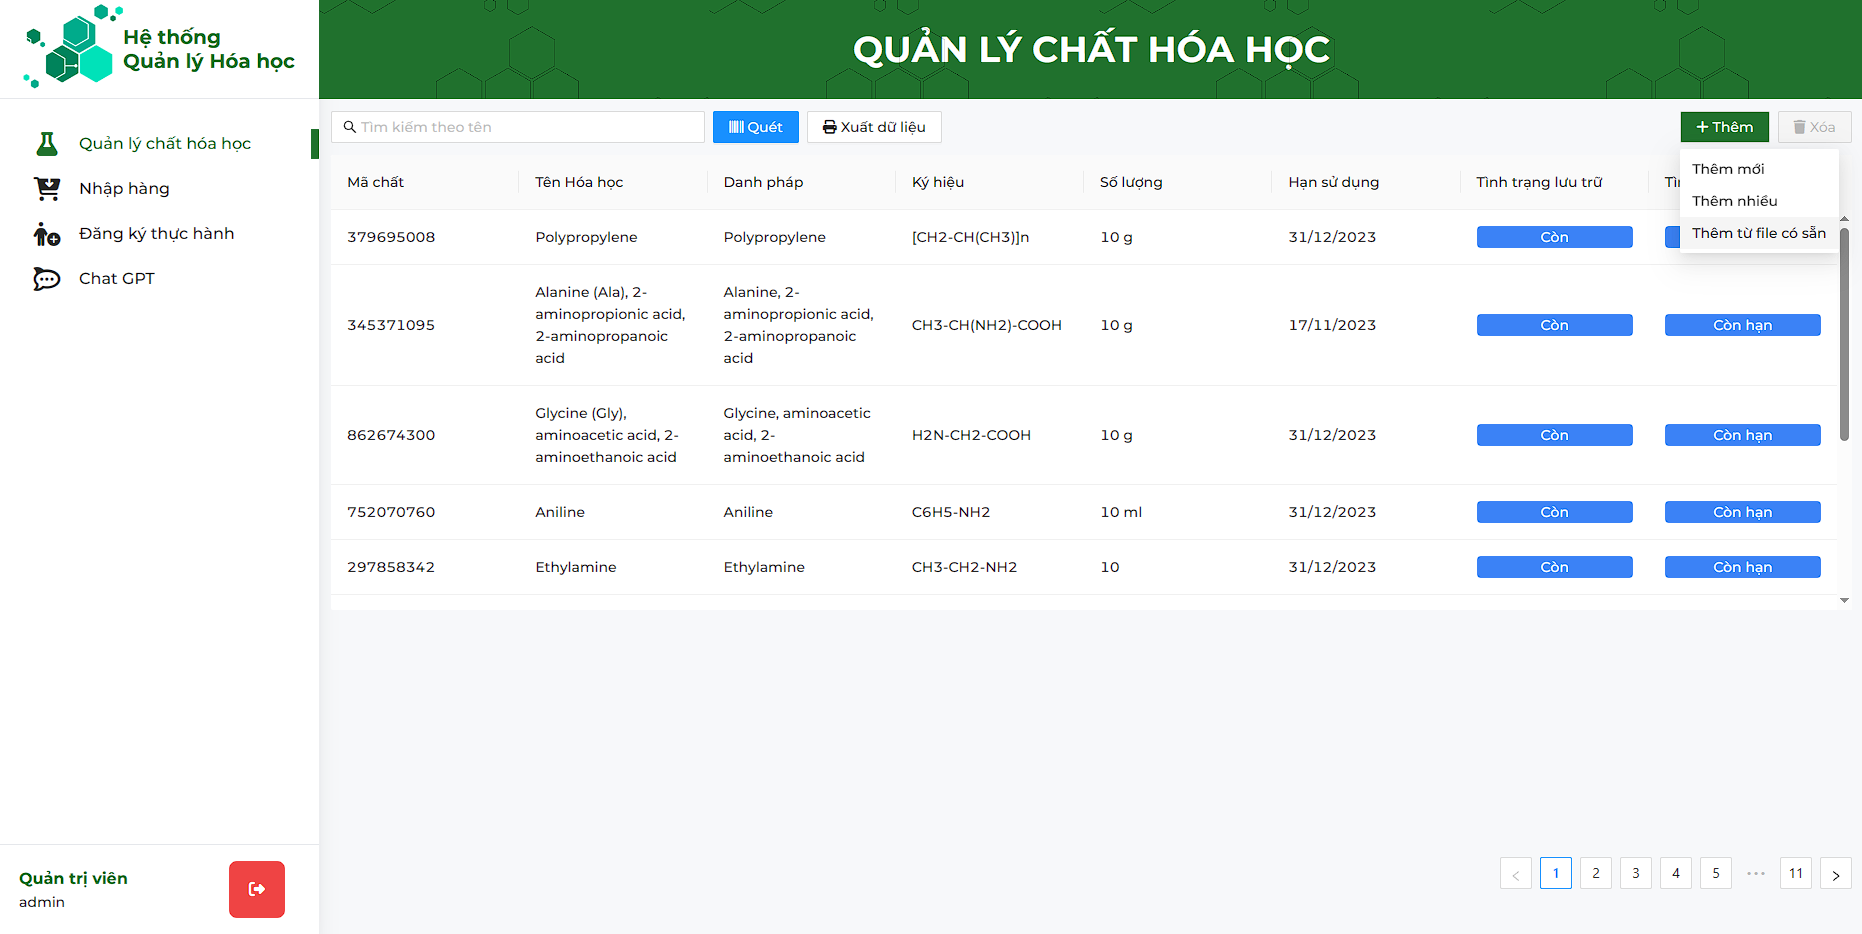 Hệ thống
Quản lý Hóa học
QUẢN LÝ CHẤT HÓA HỌC
Quản lý chất hóa học
Nhập hàng
Đăng ký thực hành
Chat GPT
Tìm kiếm theo tên
Quét
Xuất dữ liệu
+ Thêm
Xóa
Thêm mới
Thêm nhiều
Thêm từ file có sẵn
Mã chất Tên Hóa học Danh pháp Ký hiệu Số lượng Hạn sử dụng Tình trạng lưu trữ
379695008 Polypropylene Polypropylene [CH2-CH(CH3)]n 10 g 31/12/2023 Còn
Alanine (Ala), 2- Alanine, 2-
aminopropionic acid, aminopropionic acid,
345371095 2-aminopropanoic 2-aminopropanoic CH3-CH(NH2)-COOH 10 g 17/11/2023 Còn Còn hạn
acid acid
Glycine (Gly), Glycine, aminoacetic
862674300 aminoacetic acid, 2- acid, 2- H2N-CH2-COOH 10 g 31/12/2023 Còn Còn hạn
aminoethanoic acid aminoethanoic acid
752070760 Aniline Aniline C6H5-NH2 10 ml 31/12/2023 Còn Còn hạn
297858342 Ethylamine Ethylamine CH3-CH2-NH2 10 31/12/2023 Còn Còn hạn
< 1 2 3 4 5 ••• 11 >
Quản trị viên
admin